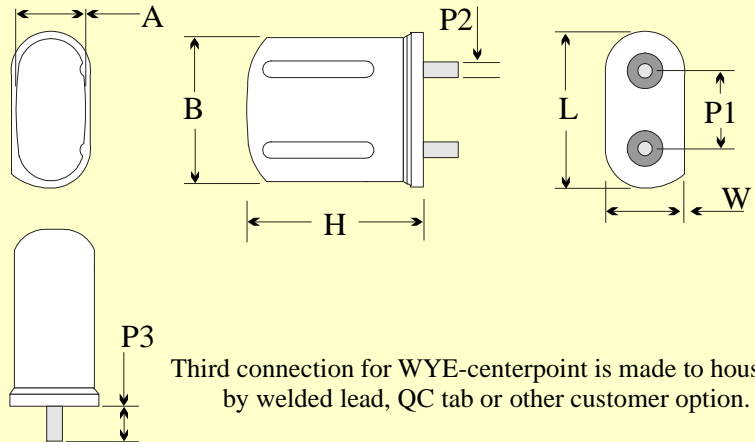 A
P2
B
L
P1
H
W
P3
Third connection for WYE-centerpoint is made to hous
by welded lead, QC tab or other customer option.